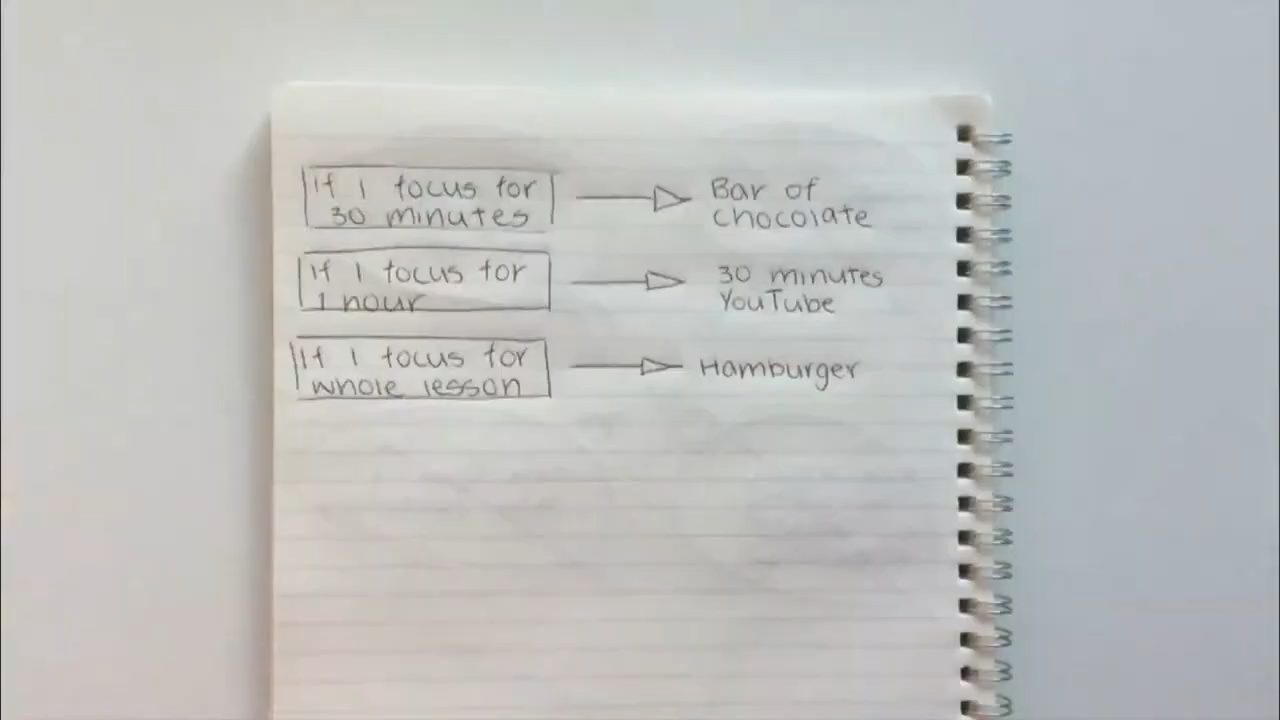 If I focus for
30 minutes
Bar of
chocolate
If I focus for
1 hour
30 minutes
YouTube
If I focus for
whole lesson
Hamburger